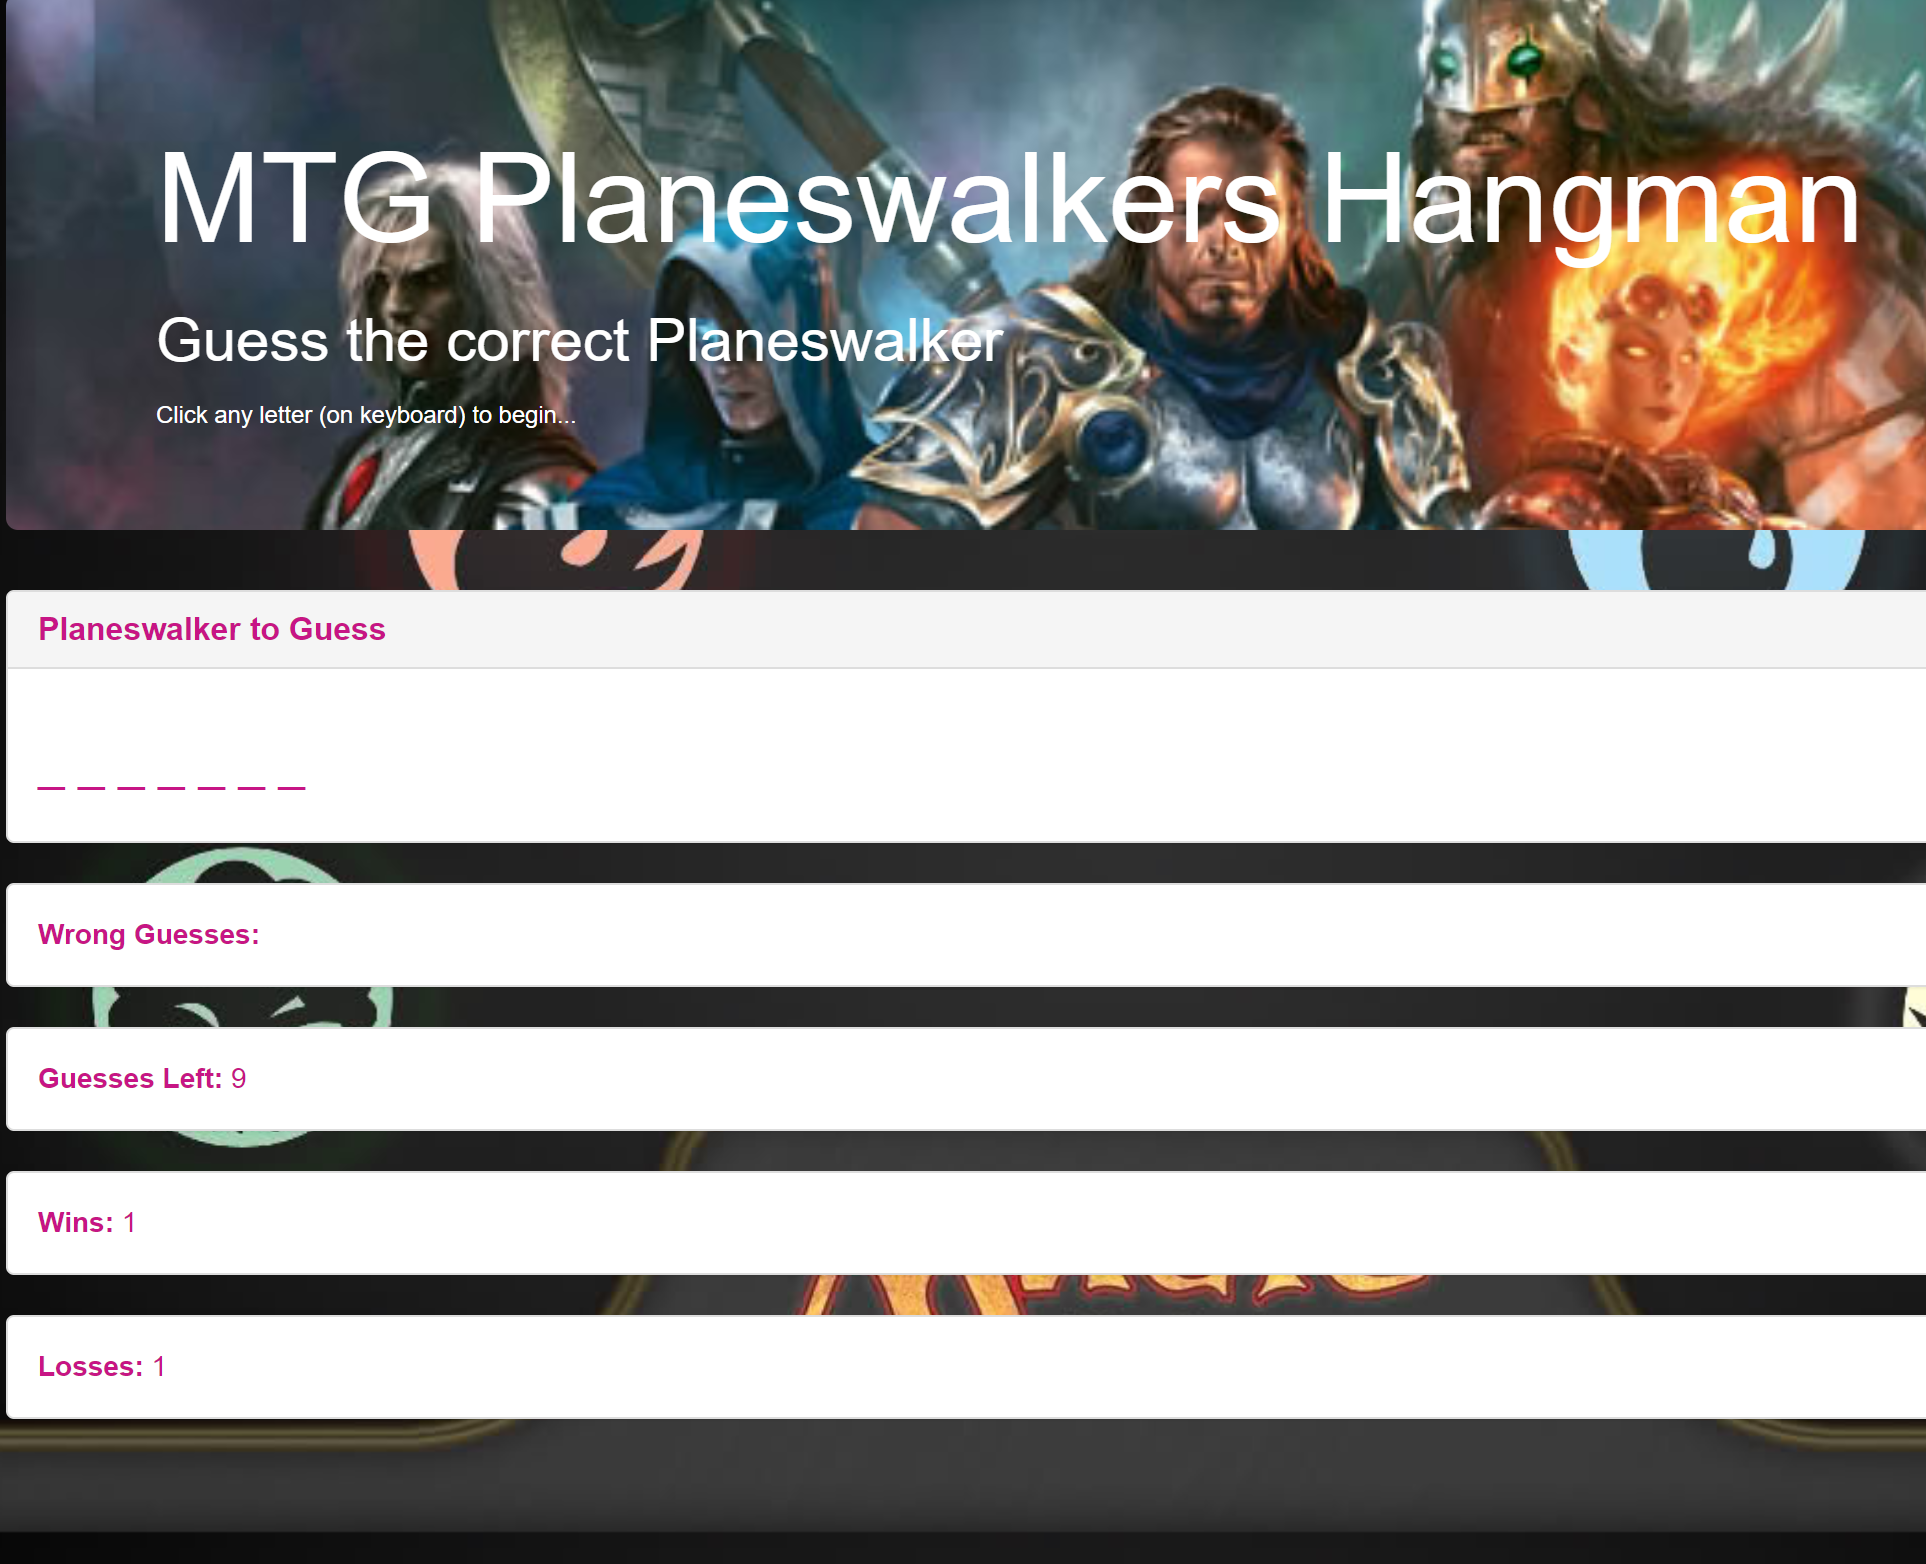 MTG Planeswalkers Hangman
Guess the correct Planeswalker
Click any letter (on keyboard) to begin...
Planeswalker to Guess
_ _ _ _ _ _ _
Wrong Guesses:
Guesses Left: 9
Wins: 1
MAGIC
Losses: 1